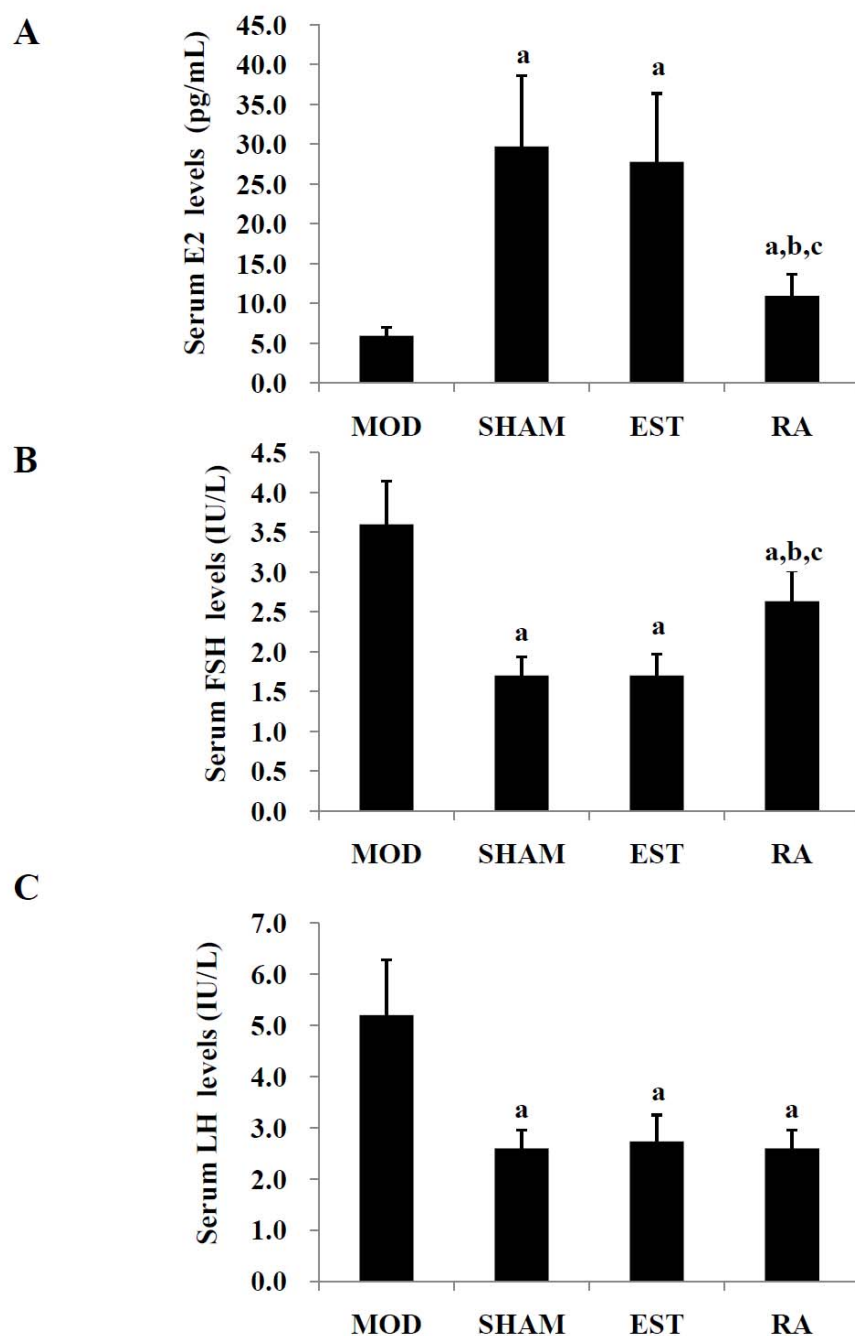 A
Serum E2 levels (pg/mL)
45.0
40.0
35.0
30.0
25.0
20.0
15.0
10.0
5.0
0.0
a
a
a,b,c
MOD SHAM EST RA
B
Serum FSH levels (IU/L)
4.5
4.0
3.5
3.0
2.5
2.0
1.5
1.0
0.5
0.0
a
a
a,b,c
MOD SHAM EST RA
C
Serum LH levels (IU/L)
7.0
6.0
5.0
4.0
3.0
2.0
1.0
0.0
a
a
a
MOD SHAM EST RA